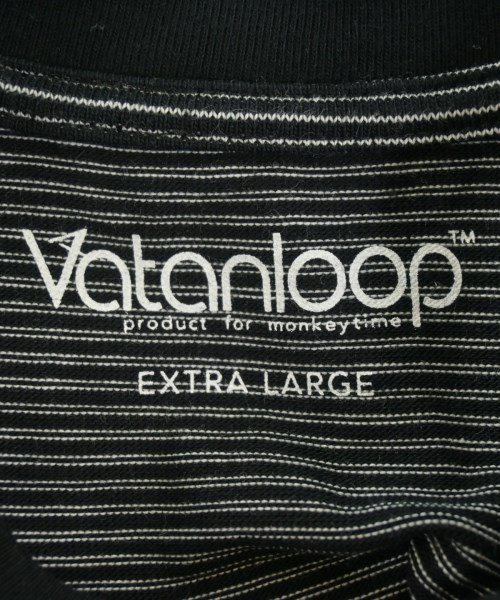 Vatanloop™
product for monkeytime
EXTRA LARGE